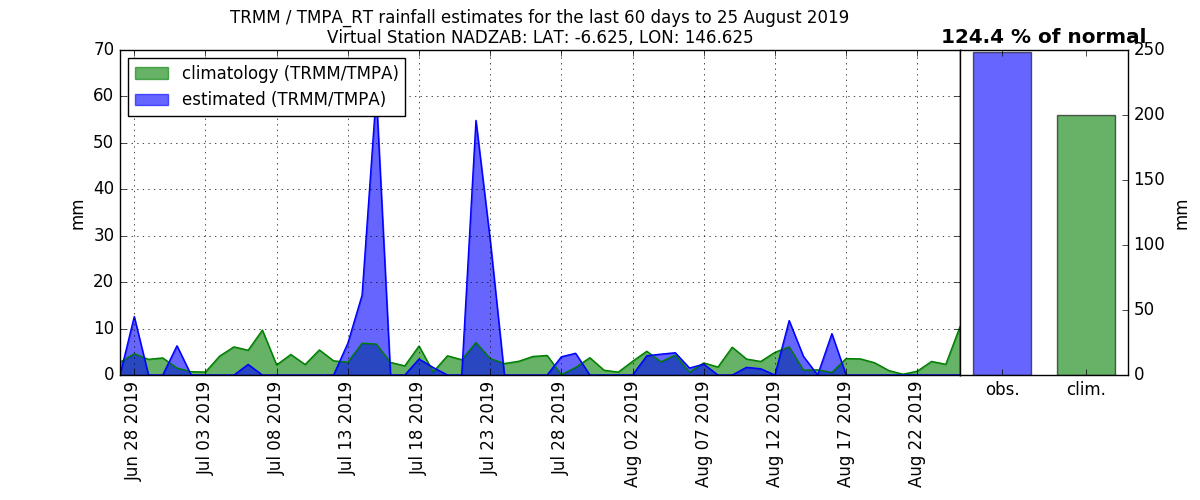 TRMM / TMPA_RT rainfall estimates for the last 60 days to 25 August 2019
Virtual Station NADZAB: LAT: -6.625, LON: 146.625
124.4 % of normal
climatology (TRMM/TMPA)
estimated (TRMM/TMPA)
70
60
50
40
30
20
10
0
mm
Jun 28 2019
Jul 03 2019
Jul 08 2019
Jul 13 2019
Jul 18 2019
Jul 23 2019
Jul 28 2019
Aug 02 2019
Aug 07 2019
Aug 12 2019
Aug 17 2019
Aug 22 2019
250
200
150
100
50
0
mm
obs.
clim.